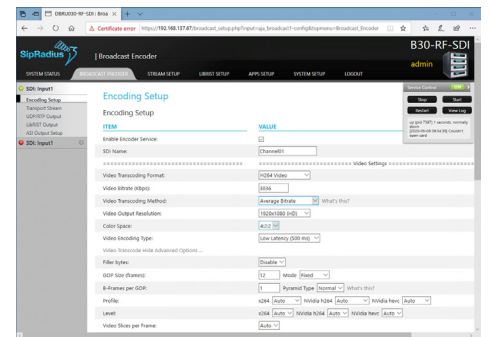 DBRU030-RF-SDI : Broa
Certificate error
https://192.168.137.67/broadcast_setup.php?input=sja_broadcast1-config&topmenu=Broadcast_Encoder
SipRadius
| Broadcast Encoder
B30-RF-SDI
admin
SYSTEM STATUS BROADCAST ENCODER STREAM SETUP LIBRIST SETUP APPS SETUP SYSTEM SETUP LOGOUT
SDI: Input1
Encoding Setup
Transport Stream
UDP/RTP Output
LibRIST Output
ASI Output Setup
SDI: Input1
Service Control
Stop Start
Restart View Log
Encoding Setup
Encoding Setup
ITEM VALUE
Enable Encoder Service:
SDI Name: Channel01
Video Settings
Video Transcoding Format: H264 Video
Video Bitrate (Kbps): 8036
Video Transcoding Method: Average Bitrate What's this?
Video Output Resolution: 1920x1080 (HD)
Color Space: 4:2:2
Video Encoding Type: Low Latency (500 ms)
Video Transcode Hide Advanced Options ...
Filler bytes: Disable
GOP Size (frames): 12 Mode Fixed
B-Frames per GOP: 1 Pyramid Type Normal What's this?
Profile: x264 Auto NVidia h264 Auto NVidia hevc Auto
Level: x264 Auto NVidia h264 Auto NVidia hevc Auto
Video Slices per Frame: Auto